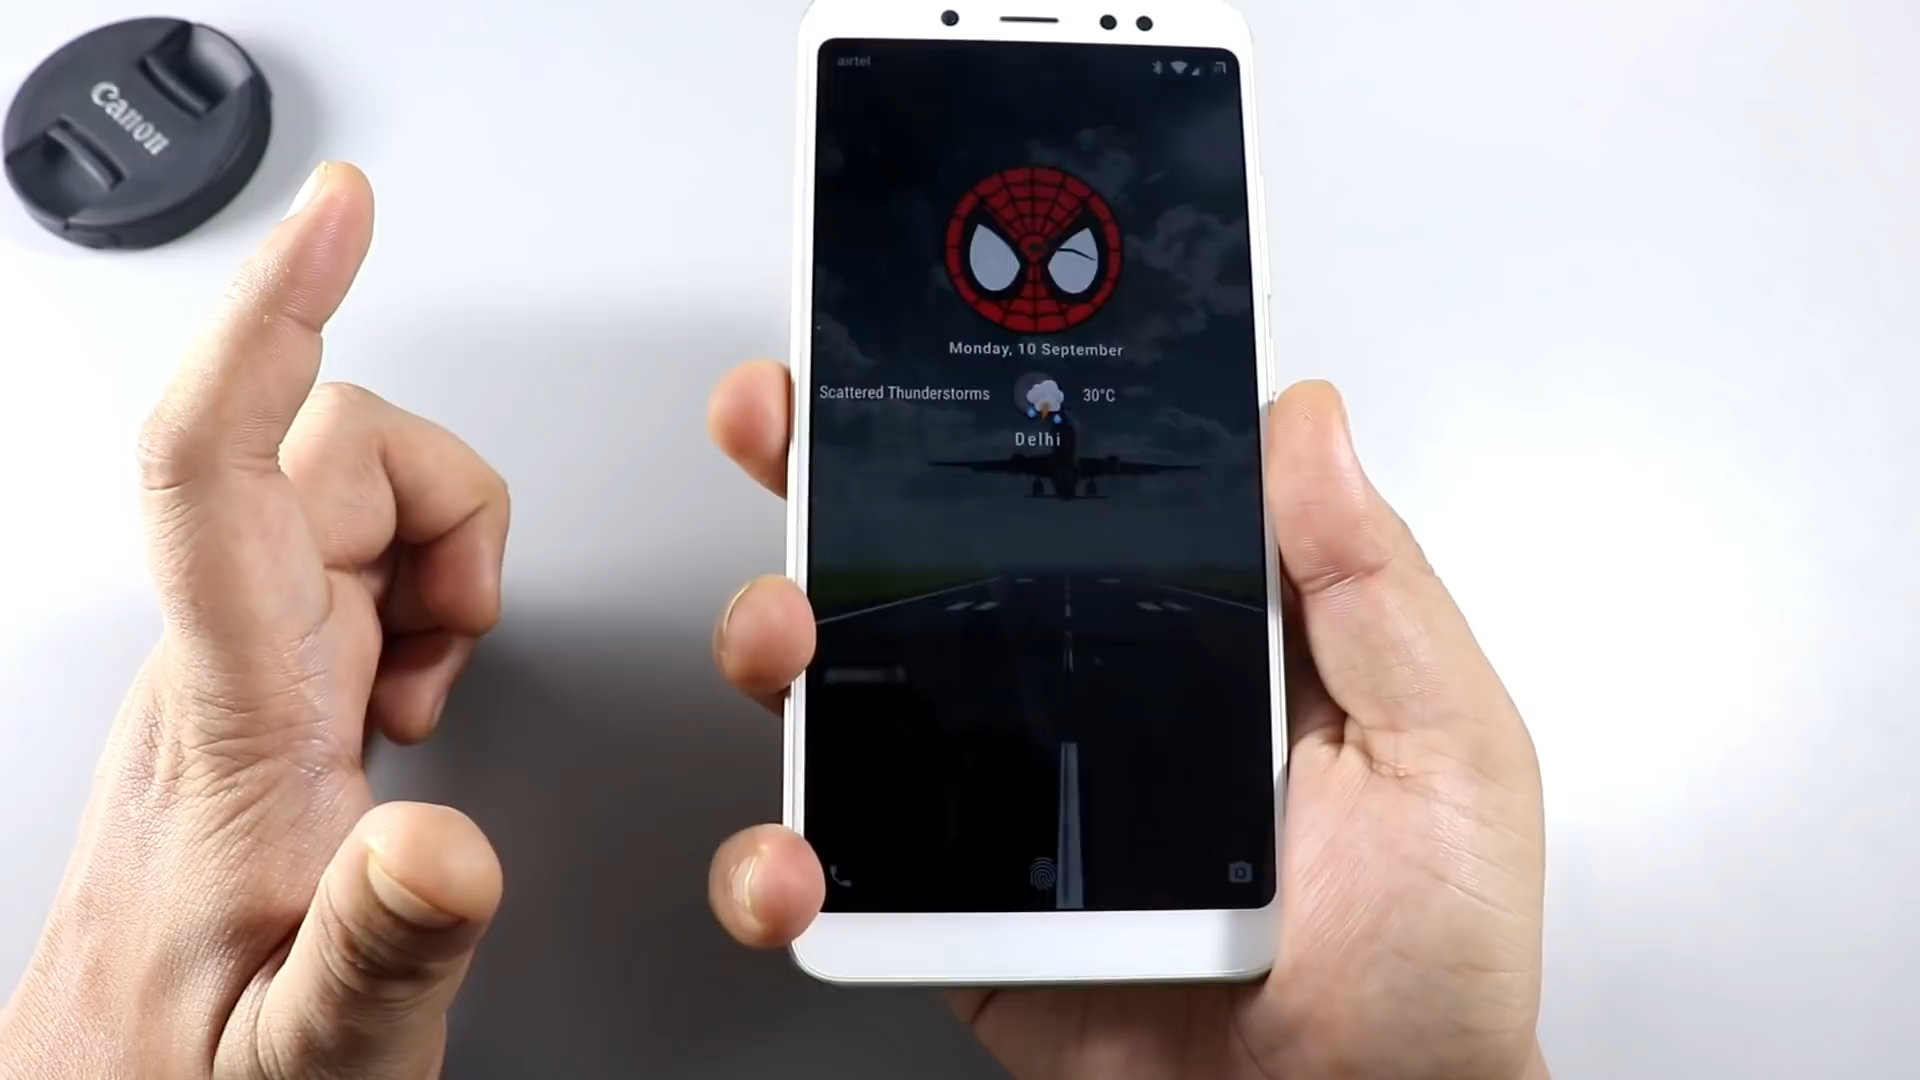 Canon
airtel
Monday, 10 September
Scattered Thunderstorms 30°C
Delhi